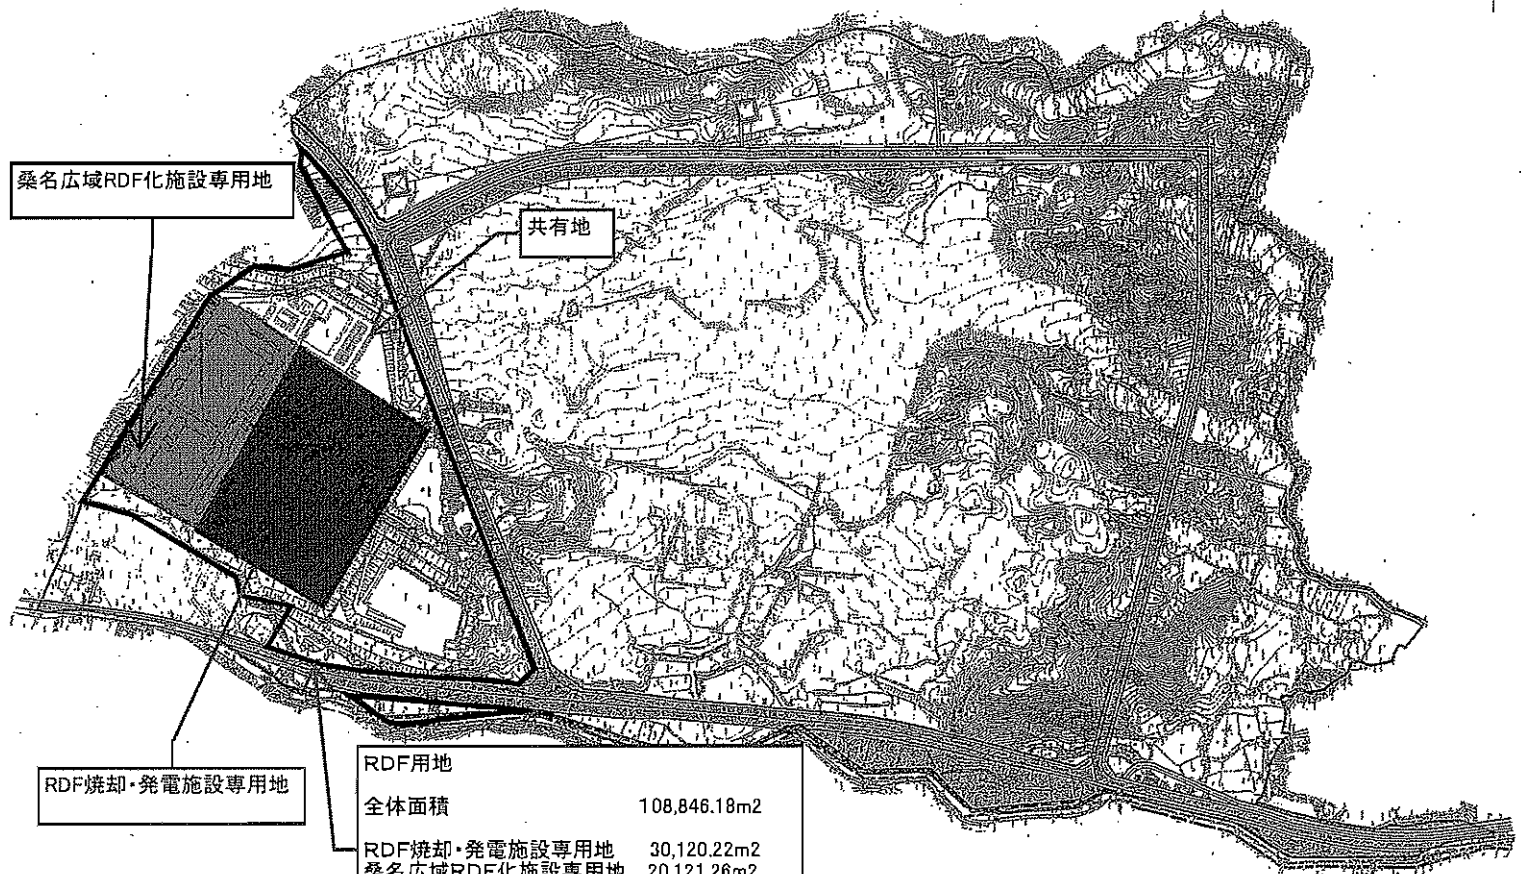 桑名広域RDF化施設専用地
共有地
RDF焼却・発電施設専用地
RDF用地
全体面積 108,846.18m2
RDF焼却・発電施設専用地 30,120.22m2
桑名広域RDF化施設専用地 20,121.26m2